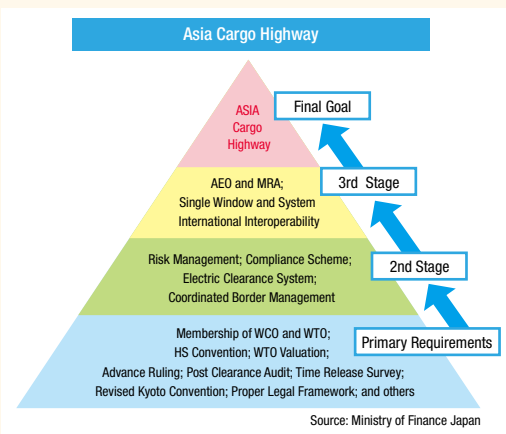 Asia Cargo Highway
ASIA
Cargo
Highway
Final Goal
AEO and MRA;
Single Window and System
International Interoperability
3rd Stage
Risk Management; Compliance Scheme;
Electric Clearance System;
Coordinated Border Management
2nd Stage
Membership of WCO and WTO;
HS Convention; WTO Valuation;
Advance Ruling; Post Clearance Audit; Time Release Survey;
Revised Kyoto Convention; Proper Legal Framework; and others
Primary Requirements
Source: Ministry of Finance Japan